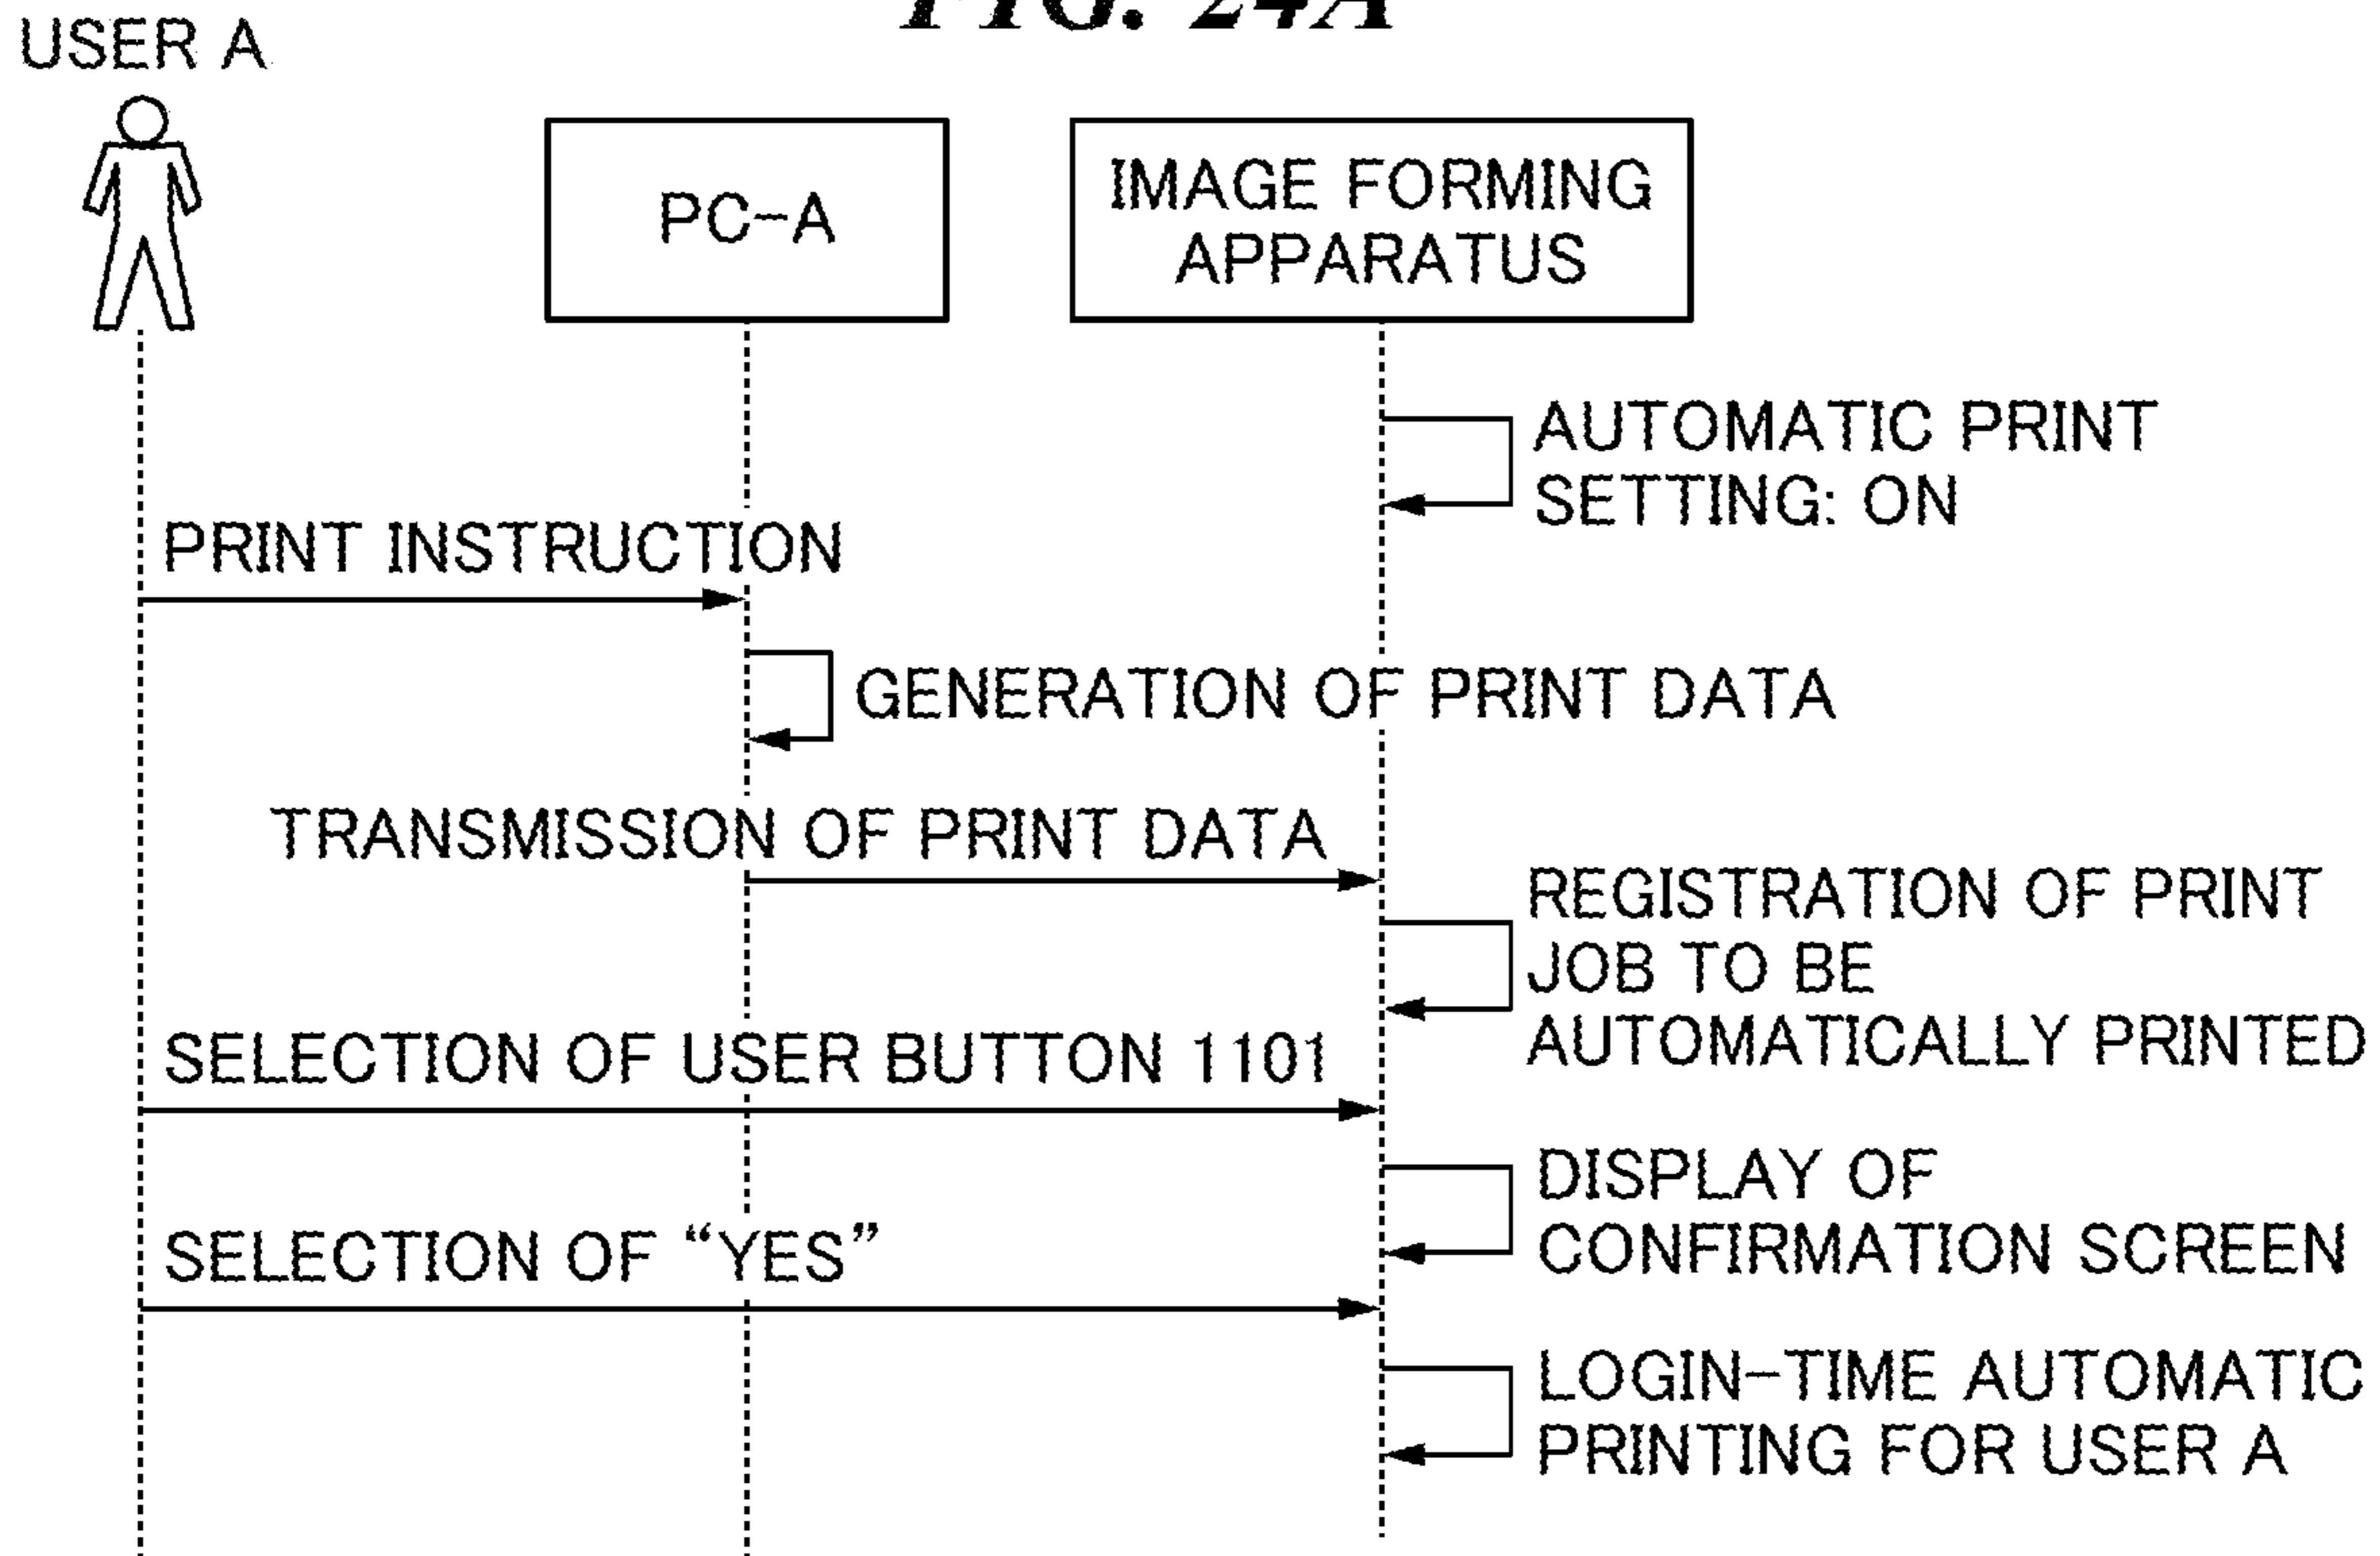 FIG. 24A
USER A
PC-A
IMAGE FORMING
APPARATUS
AUTOMATIC PRINT
SETTING: ON
PRINT INSTRUCTION
GENERATION OF PRINT DATA
TRANSMISSION OF PRINT DATA
REGISTRATION OF PRINT
JOB TO BE
AUTOMATICALLY PRINTED
SELECTION OF USER BUTTON 1101
DISPLAY OF
CONFIRMATION SCREEN
SELECTION OF “YES”
LOGIN-TIME AUTOMATIC
PRINTING FOR USER A